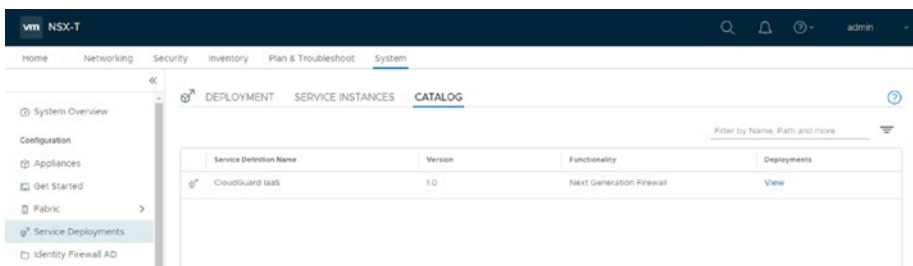 vm NSX-T admin
Home Networking Security Inventory Plan & Troubleshoot System
«
DEPLOYMENT SERVICE INSTANCES CATALOG ?
System Overview
Filter by Name, Path and more
Configuration
Service Definition Name Version Functionality Deployments
Appliances
CloudGuard IaaS 1.0 Next Generation Firewall View
Get Started
Fabric >
Service Deployments
Identity Firewall AD